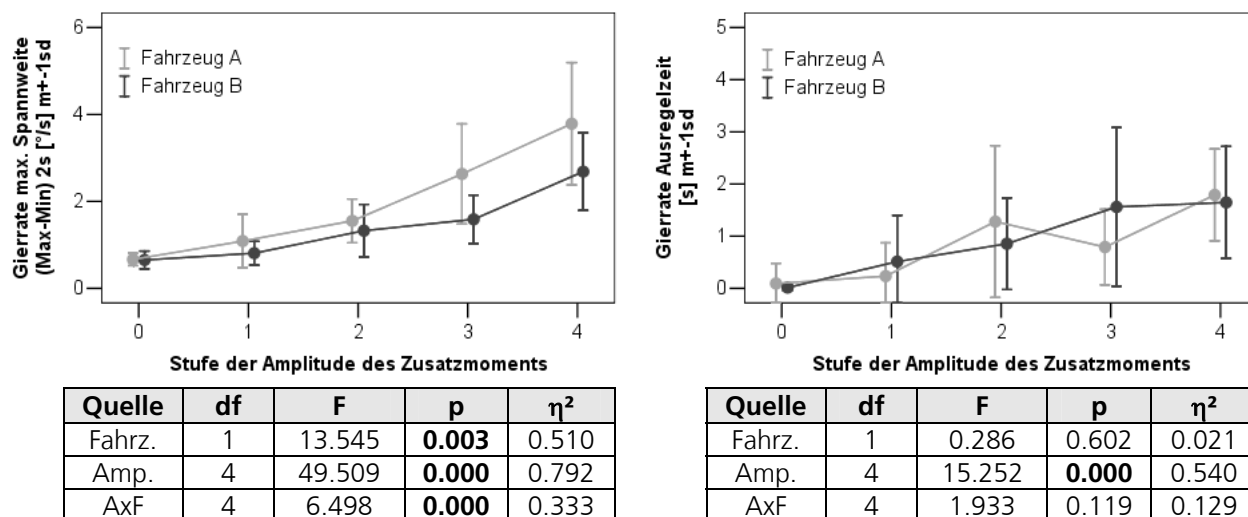 Gierrate max. Spannweite
(Max-Min) 2s [°/s] m+-1sd
6
4
2
0
Fahrzeug A
Fahrzeug B
0 1 2 3 4
Stufe der Amplitude des Zusatzmoments
Quelle df F p η²
Fahrz. 1 13.545 0.003 0.510
Amp. 4 49.509 0.000 0.792
AxF 4 6.498 0.000 0.333
Gierrate Ausregelzeit
[s] m+-1sd
5
4
3
2
1
0
Fahrzeug A
Fahrzeug B
0 1 2 3 4
Stufe der Amplitude des Zusatzmoments
Quelle df F p η²
Fahrz. 1 0.286 0.602 0.021
Amp. 4 15.252 0.000 0.540
AxF 4 1.933 0.119 0.129